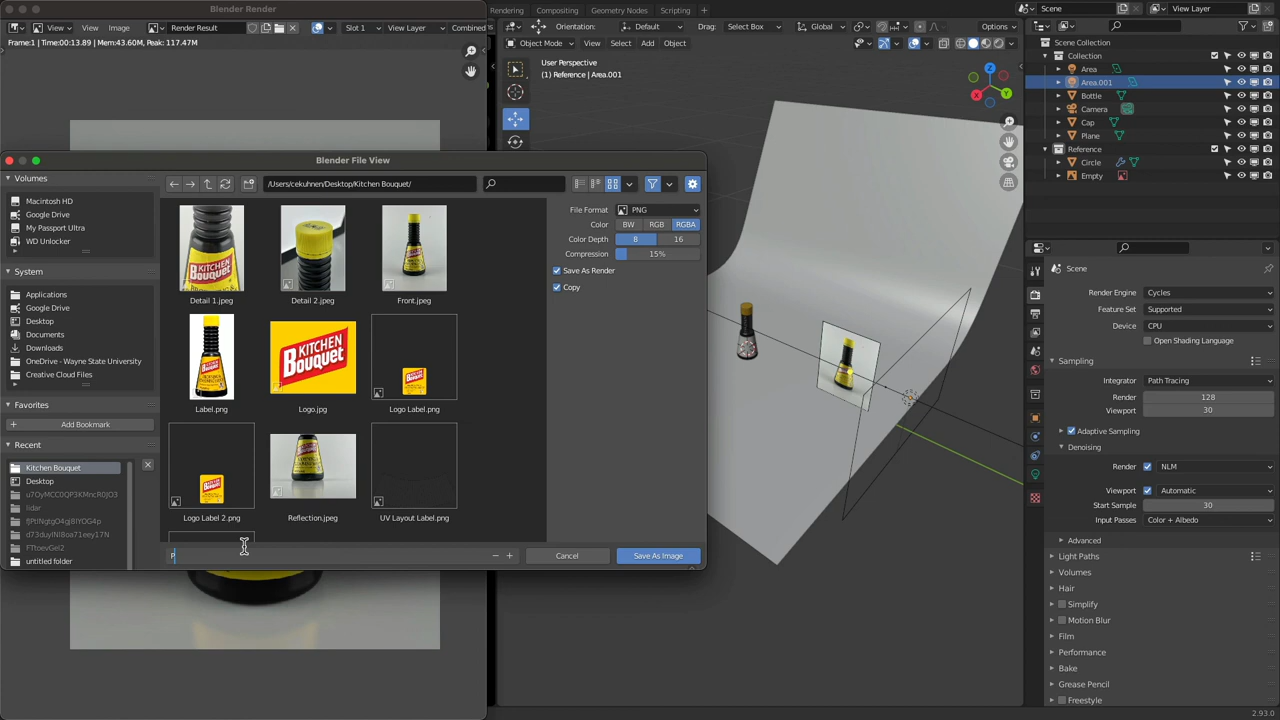 Blender Render
View View Image Render Result Slot 1 View Layer Combined
Frame:1 | Time:00:13.89 | Mem:43.60M, Peak: 117.47M
Rendering Compositing Geometry Nodes Scripting + Scene View Layer
Orientation: Default Drag: Select Box Global Options
Object Mode View Select Add Object
User Perspective
(1) Reference | Area.001
Z
Y
X
Scene Collection
Collection
Area
Area.001
Bottle
Camera
Cap
Plane
Reference
Circle
Empty
Blender File View
Volumes
Macintosh HD
Google Drive
My Passport Ultra
WD Unlocker
System
Applications
Google Drive
Desktop
Documents
Downloads
OneDrive - Wayne State University
Creative Cloud Files
Favorites
+ Add Bookmark
Recent
Kitchen Bouquet
Desktop
lidar
FTtoevGel2
untitled folder
/Users/cekuhnen/Desktop/Kitchen Bouquet/
KITCHEN BOUQUET
Detail 1.jpeg
Detail 2.jpeg
Front.jpeg
KITCHEN BOUQUET
Label.png
Logo.jpg
Logo Label.png
Logo Label 2.png
Reflection.jpeg
UV Layout Label.png
P
Cancel
Save As Image
File Format PNG
Color BW RGB RGBA
Color Depth 8 16
Compression 15%
Save As Render
Copy
Scene
Render Engine Cycles
Feature Set Supported
Device CPU
Open Shading Language
Sampling
Integrator Path Tracing
Render 128
Viewport 30
Adaptive Sampling
Denoising
Render NLM
Viewport Automatic
Start Sample 30
Input Passes Color + Albedo
Advanced
Light Paths
Volumes
Hair
Simplify
Motion Blur
Film
Performance
Bake
Grease Pencil
Freestyle
2.93.0